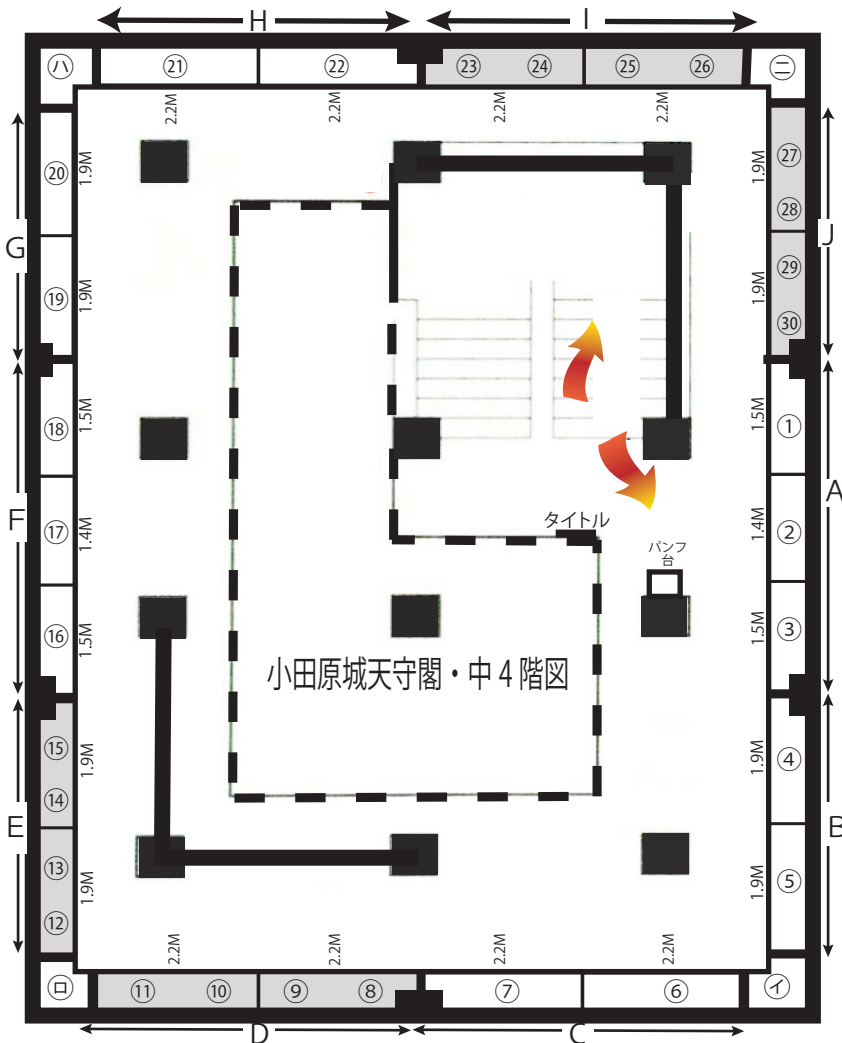 H
I
ハ
㉑
㉒
㉓
㉔
㉕
㉖
ニ
2.2M
2.2M
2.2M
2.2M
G
⑳
1.9M
1.9M
㉗
㉘
J
⑲
1.9M
1.9M
㉙
㉚
F
⑱
1.5M
1.5M
①
A
⑰
1.4M
1.4M
②
タイトル
パンフ
台
⑯
1.5M
1.5M
③
小田原城天守閣・中4階図
E
⑮
⑭
1.9M
1.9M
④
B
⑬
⑫
1.9M
1.9M
⑤
2.2M
2.2M
2.2M
2.2M
ロ
⑪
⑩
⑨
⑧
⑦
⑥
イ
D
C